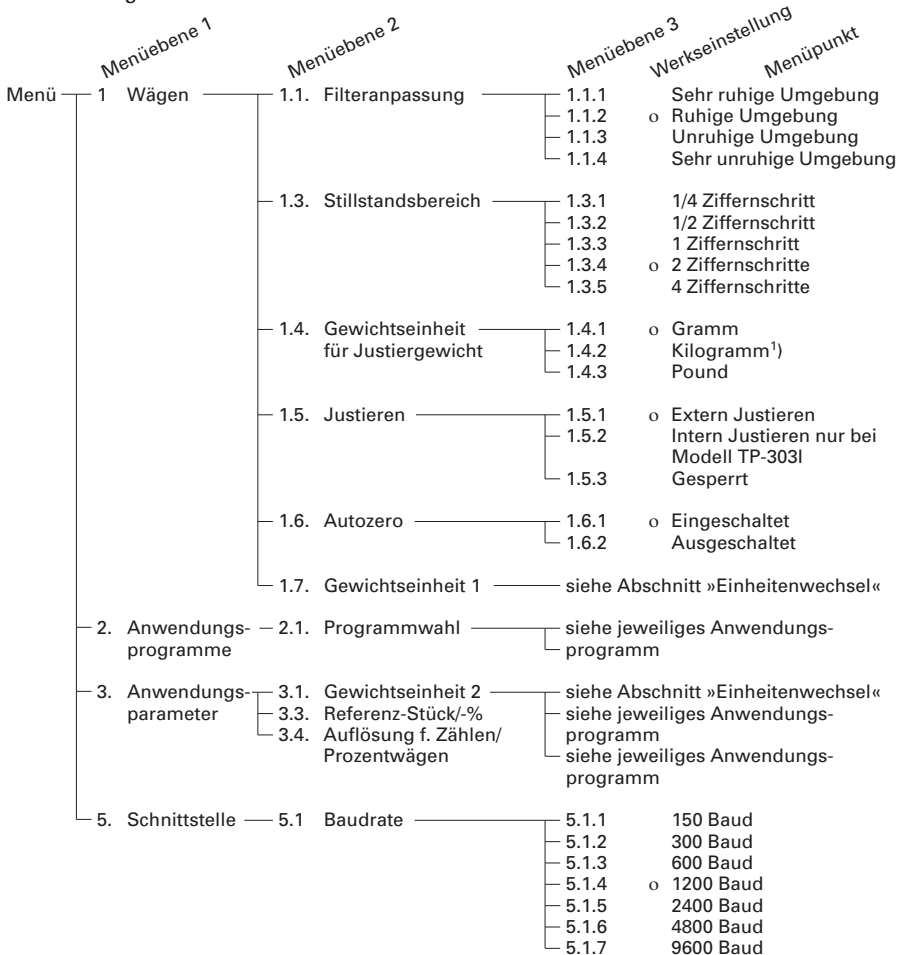 Menüebene 1 Menüebene 2 Menüebene 3 Werkseinstellung Menüpunkt
Menü 1 Wägen 1.1. Filteranpassung 1.1.1 Sehr ruhige Umgebung
1.1.2 o Ruhige Umgebung
1.1.3 Unruhige Umgebung
1.1.4 Sehr unruhige Umgebung
1.3. Stillstandsbereich 1.3.1 1/4 Ziffernschritt
1.3.2 1/2 Ziffernschritt
1.3.3 1 Ziffernschritt
1.3.4 o 2 Ziffernschritte
1.3.5 4 Ziffernschritte
1.4. Gewichtseinheit 1.4.1 o Gramm
für Justiergewicht 1.4.2 Kilogramm¹)
1.4.3 Pound
1.5. Justieren 1.5.1 o Extern Justieren
1.5.2 Intern Justieren nur bei
Modell TP-303I
1.5.3 Gesperrt
1.6. Autozero 1.6.1 o Eingeschaltet
1.6.2 Ausgeschaltet
1.7. Gewichtseinheit 1 siehe Abschnitt »Einheitenwechsel«
2. Anwendungs- 2.1. Programmwahl siehe jeweiliges Anwendungs-
programme programm
3. Anwendungs- 3.1. Gewichtseinheit 2 siehe Abschnitt »Einheitenwechsel«
parameter 3.3. Referenz-Stück/-% siehe jeweiliges Anwendungs-
3.4. Auflösung f. Zählen/ programm
Prozentwägen siehe jeweiliges Anwendungs-
programm
5. Schnittstelle 5.1 Baudrate 5.1.1 150 Baud
5.1.2 300 Baud
5.1.3 600 Baud
5.1.4 o 1200 Baud
5.1.5 2400 Baud
5.1.6 4800 Baud
5.1.7 9600 Baud